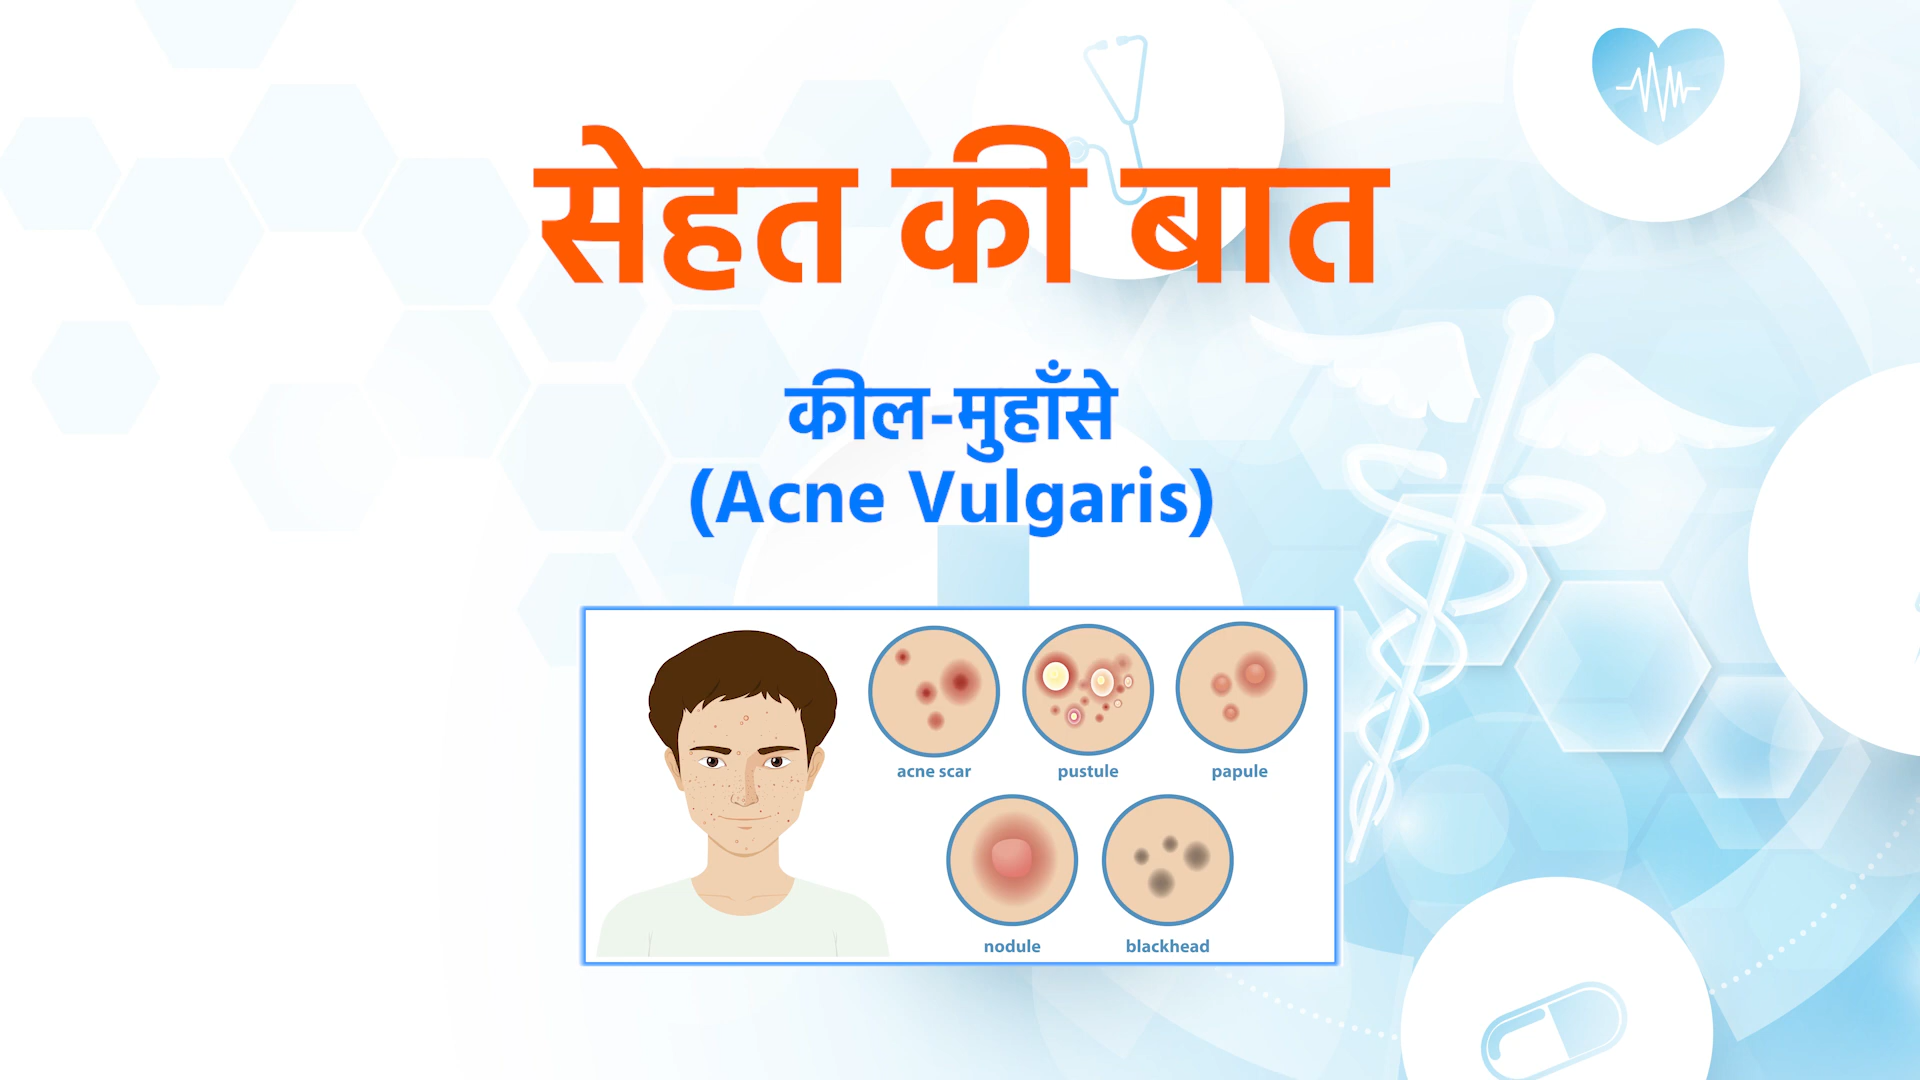 सेहत की बात
कील-मुहाँसे
(Acne Vulgaris)
acne scar
pustule
papule
nodule
blackhead